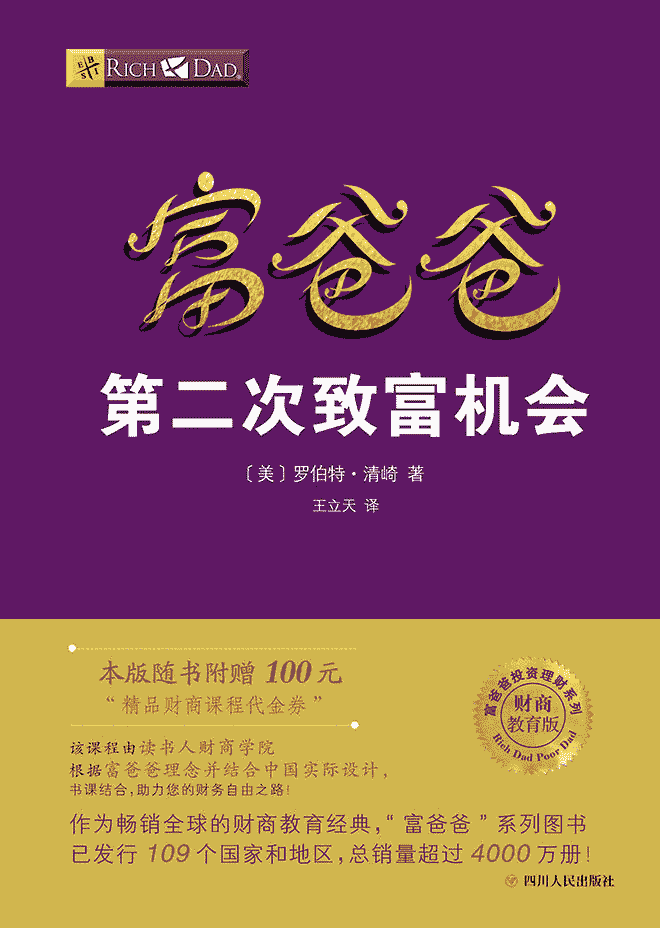 E B S I RICH DAD
富爸爸
第二次致富机会
〔美〕罗伯特·清崎 著
王立天 译
本版随书附赠 100 元
“精品财商课程代金券”
该课程由读书人财商学院
根据富爸爸理念并结合中国实际设计，
书课结合，助力您的财务自由之路！
富爸爸投资理财系列
财商
教育版
Rich Dad Poor Dad
作为畅销全球的财商教育经典，“富爸爸”系列图书
已发行 109 个国家和地区，总销量超过 4000 万册！
四川人民出版社